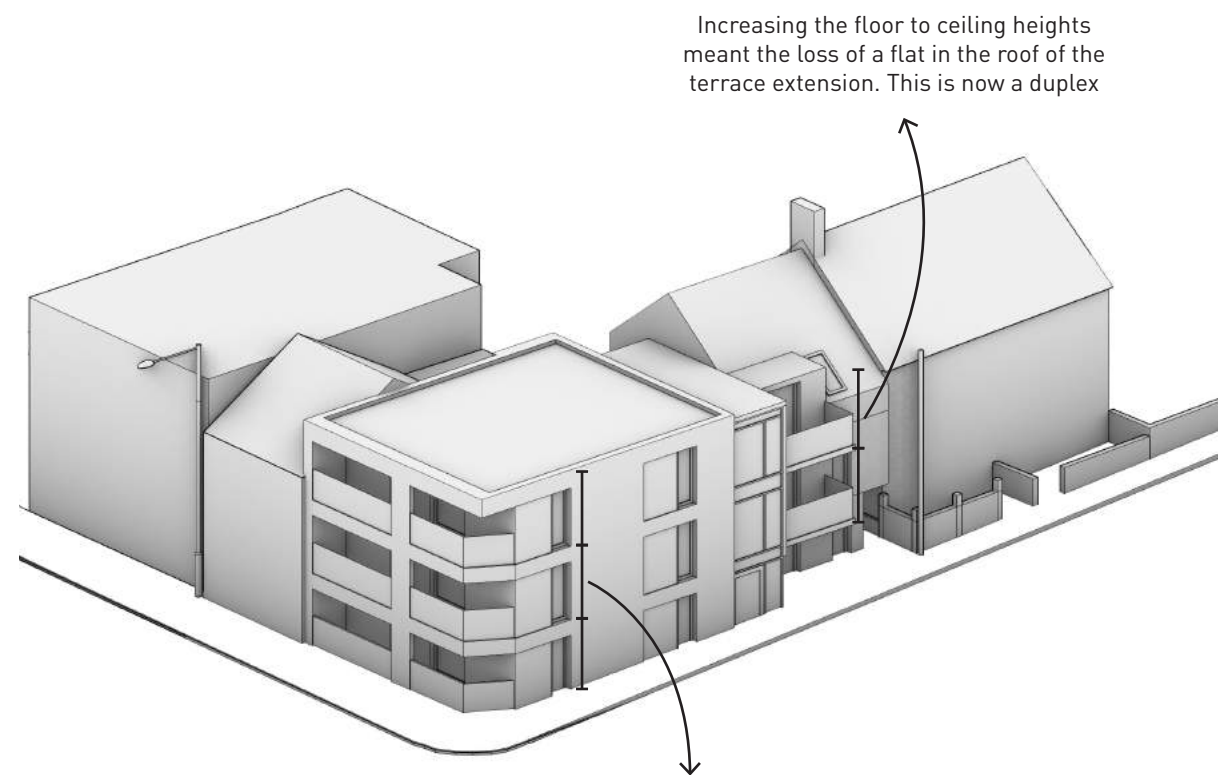 Increasing the floor to ceiling heights
meant the loss of a flat in the roof of the
terrace extension. This is now a duplex